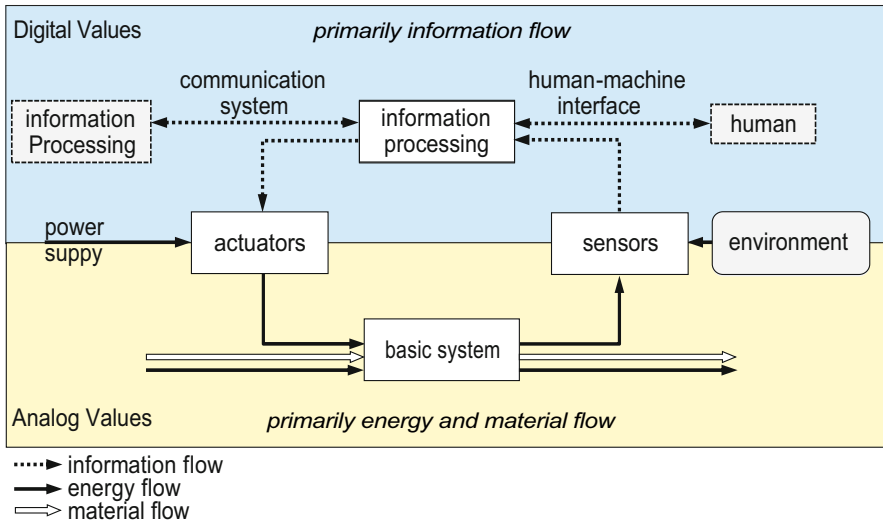 Digital Values
primarily information flow
communication
system
human-machine
interface
information
Processing
information
processing
human
power
suppy
actuators
sensors
environment
basic system
Analog Values
primarily energy and material flow
information flow
energy flow
material flow